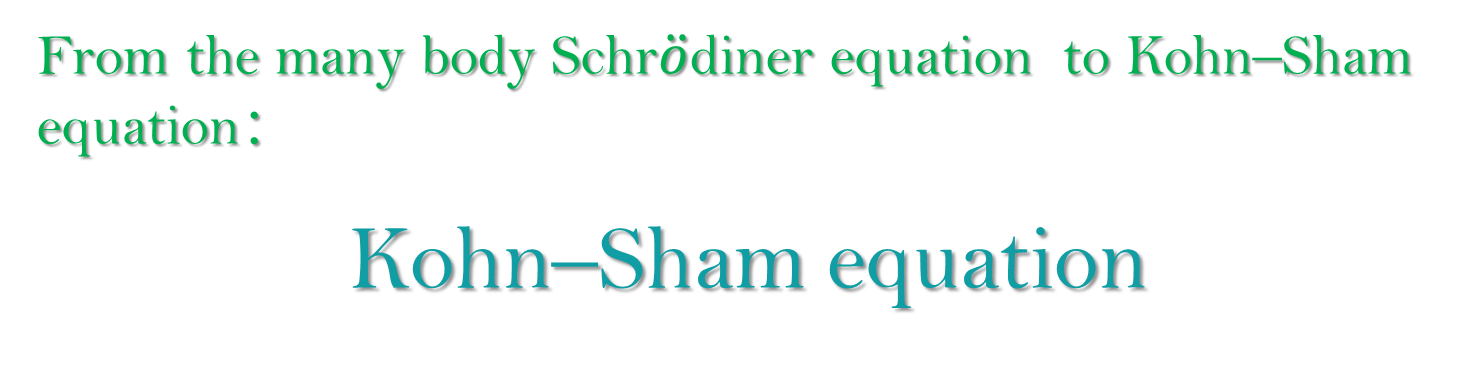 From the many body Schrödiner equation to Kohn–Sham
equation：
Kohn–Sham equation